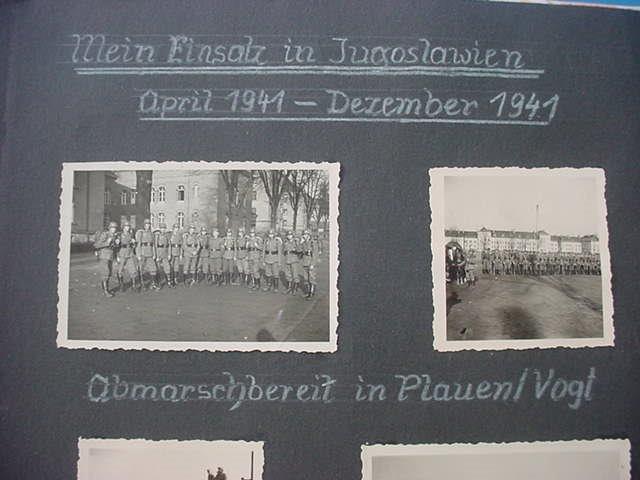 Mein Einsatz in Jugoslawien
April 1941 - Dezember 1941
Abmarschbereit in Plauen/Vogt